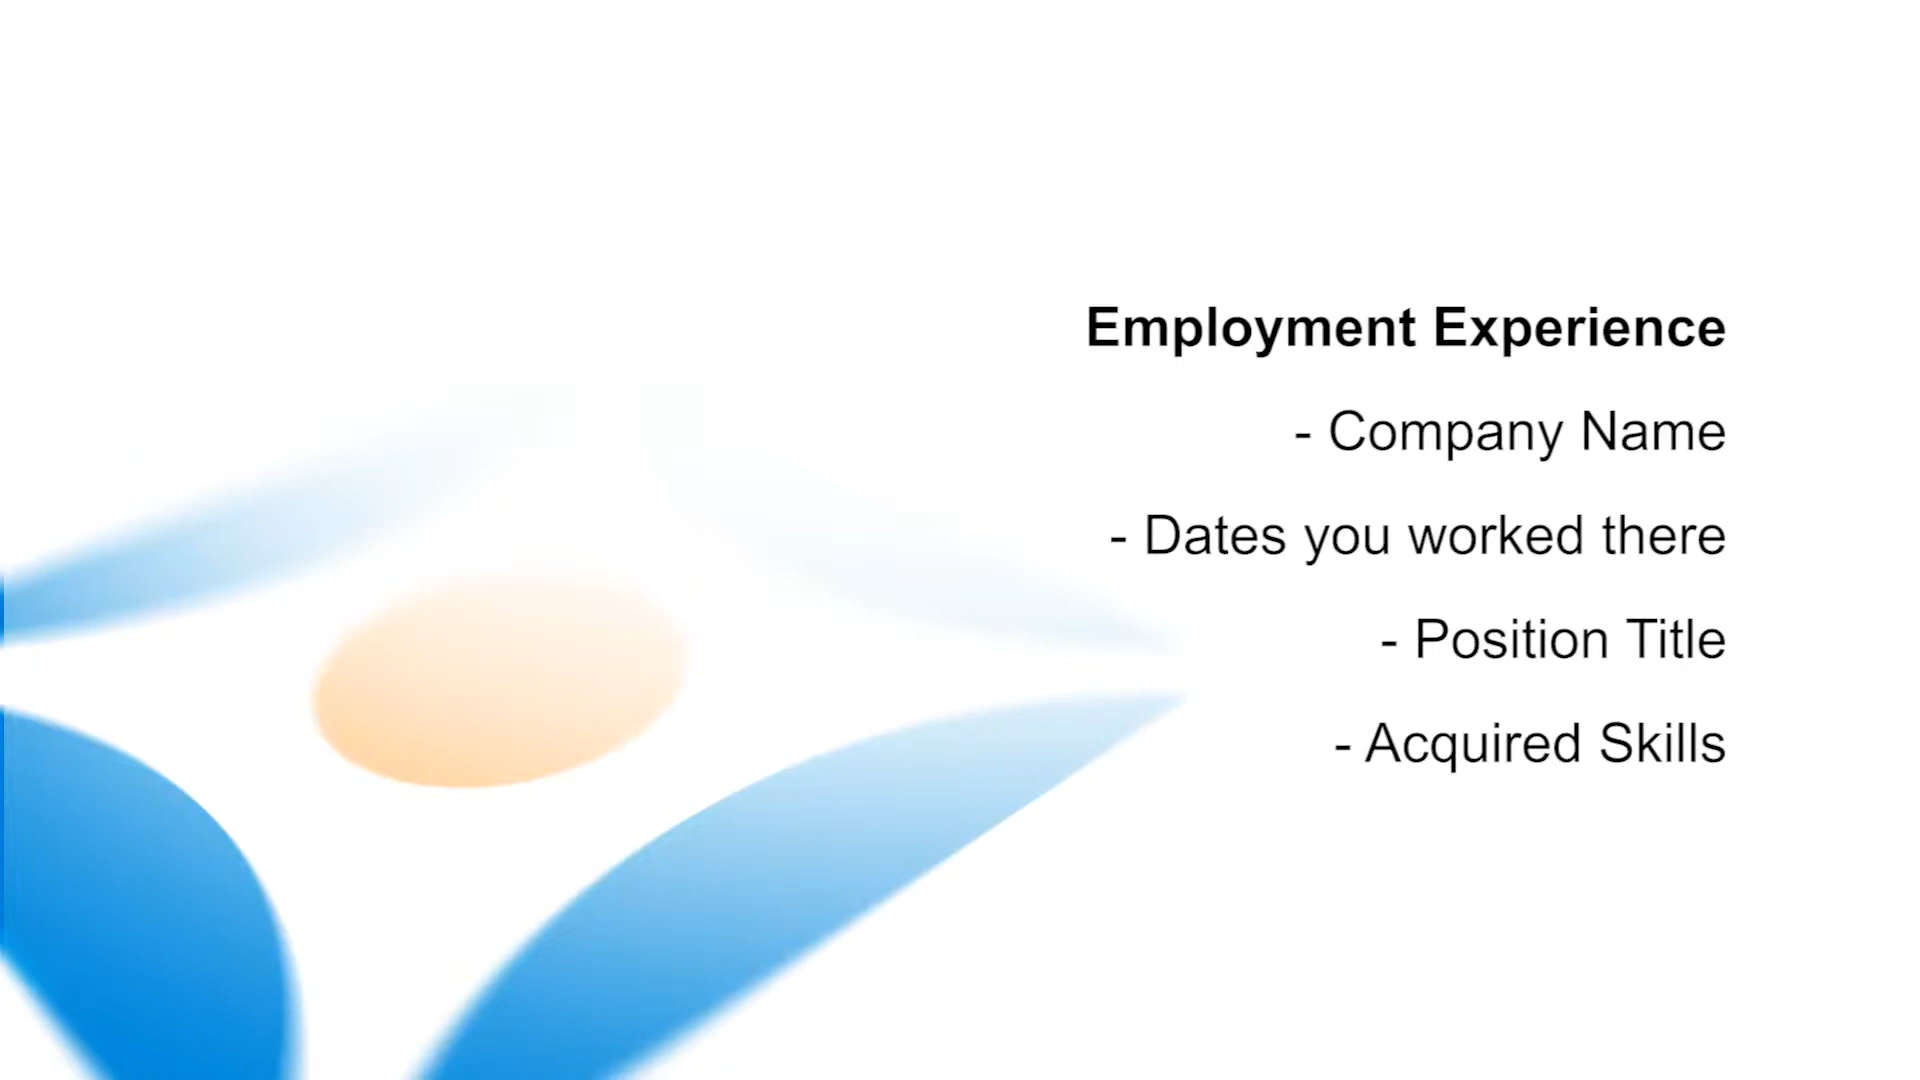 Employment Experience
- Company Name
- Dates you worked there
- Position Title
- Acquired Skills